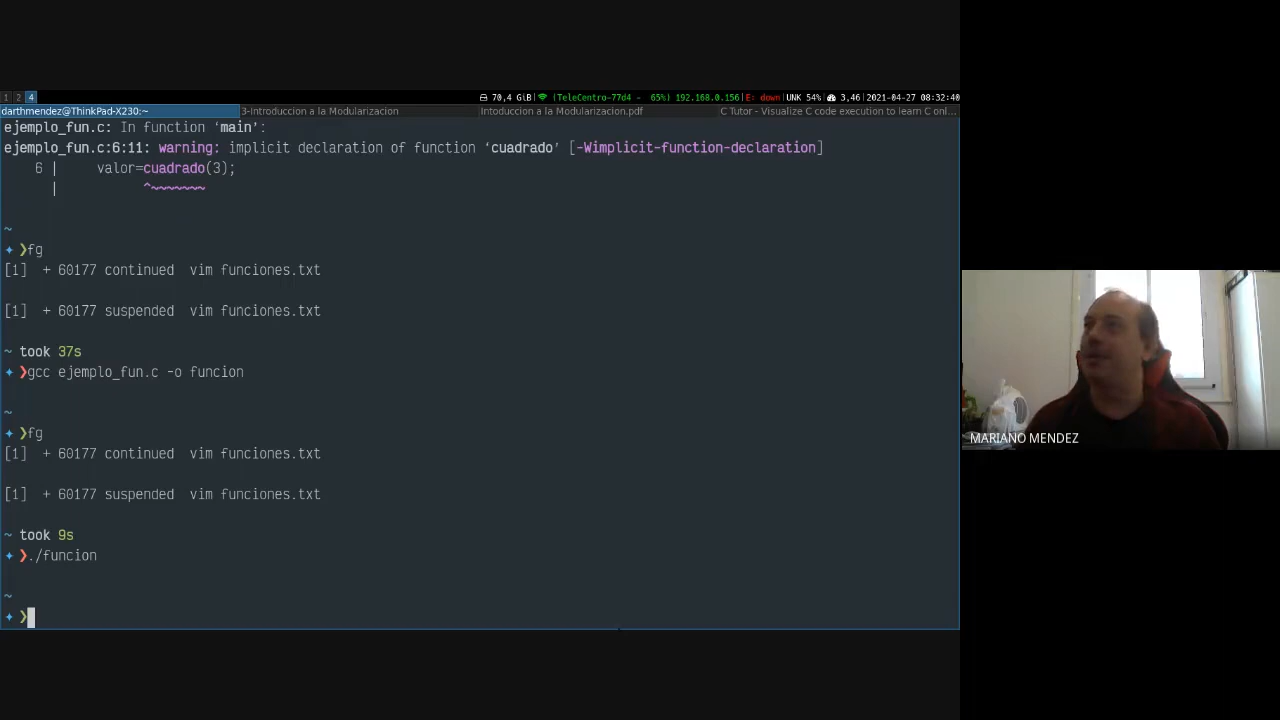 1 2 4
70,4 GiB| (TeleCentro-77d4 - 65%) 192.168.0.156|E: down|UNK 54%| 3,46|2021-04-27 08:32:40
darthmendez@ThinkPad-X230:~ 3-Introduccion a la Modularizacion Intoduccion a la Modularizacion.pdf C Tutor - Visualize C code execution to learn C onl...
ejemplo_fun.c: In function ‘main’:
ejemplo_fun.c:6:11: warning: implicit declaration of function ‘cuadrado’ [-Wimplicit-function-declaration]
6 | valor=cuadrado(3);
| ^~~~~~~~
~
✦ ❯fg
[1] + 60177 continued vim funciones.txt
[1] + 60177 suspended vim funciones.txt
~ took 37s
✦ ❯gcc ejemplo_fun.c -o funcion
~
✦ ❯fg
[1] + 60177 continued vim funciones.txt
[1] + 60177 suspended vim funciones.txt
~ took 9s
✦ ❯./funcion
~
✦ ❯
MARIANO MENDEZ